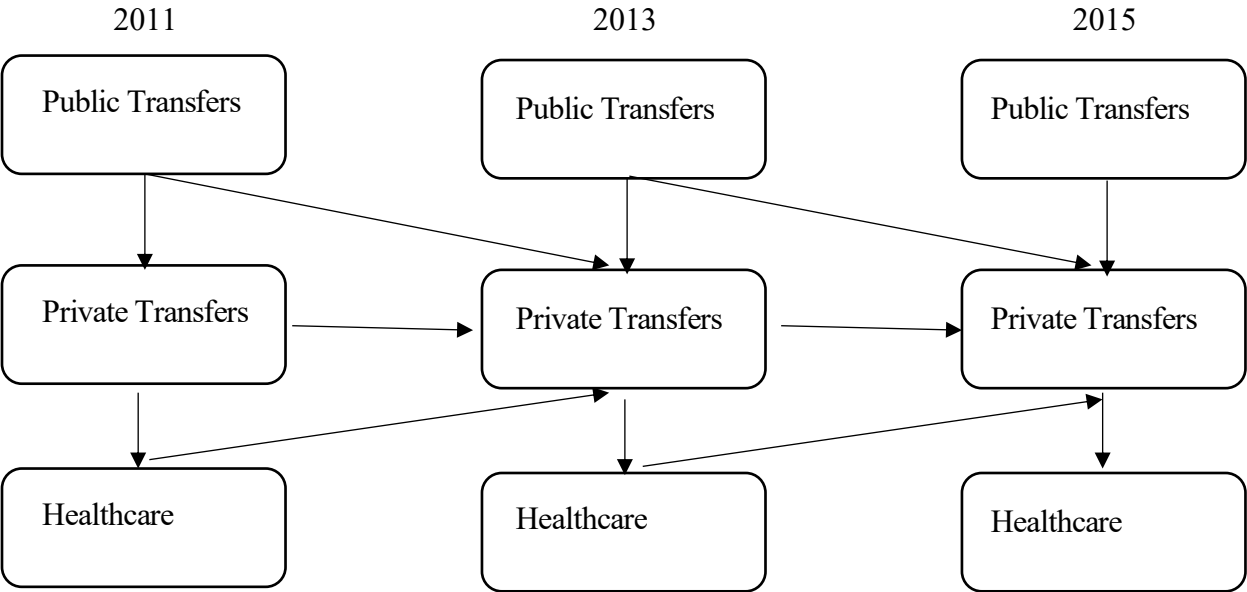 2011
2013
2015
Public Transfers
Public Transfers
Public Transfers
Private Transfers
Private Transfers
Private Transfers
Healthcare
Healthcare
Healthcare